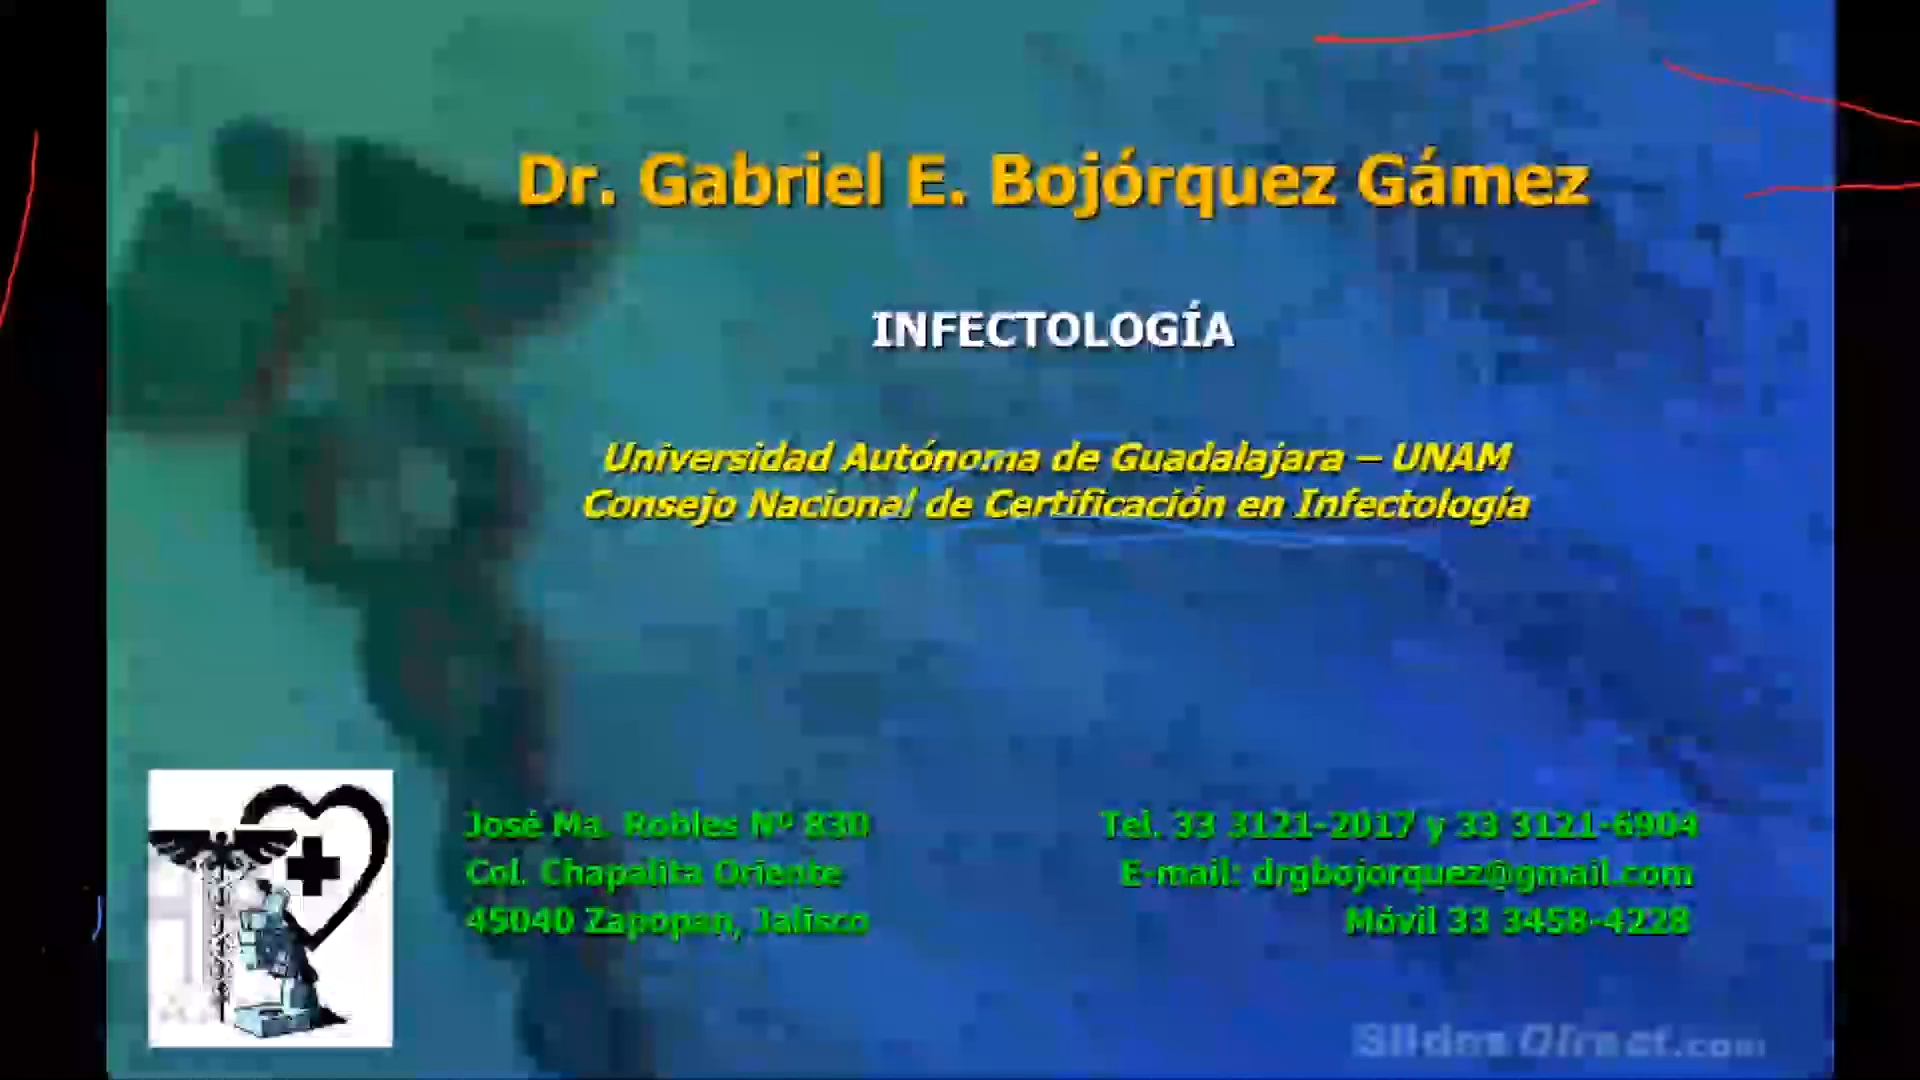 Dr. Gabriel E. Bojórquez Gámez
INFECTOLOGÍA
Universidad Autónoma de Guadalajara – UNAM
Consejo Nacional de Certificación en Infectología
José Ma. Robles Nº 830
Col. Chapalita Oriente
45040 Zapopan, Jalisco
Tel. 33 3121-2017 y 33 3121-6904
E-mail: drgbojorquez@gmail.com
Móvil 33 3458-4228
SlidesDirect.com